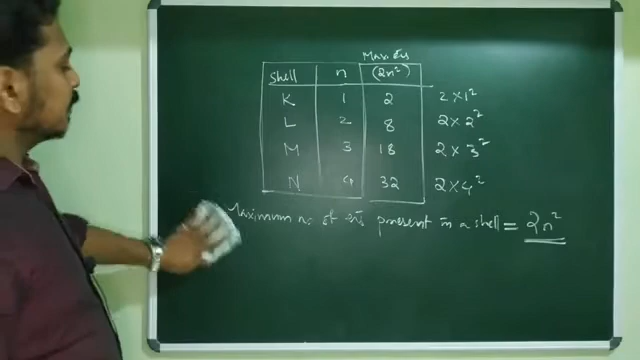 Max. e's
Shell n (2n²)
K 1 2 2×1²
L 2 8 2×2²
M 3 18 2×3²
N 4 32 2×4²
Maximum no of e's present in a shell = 2n²